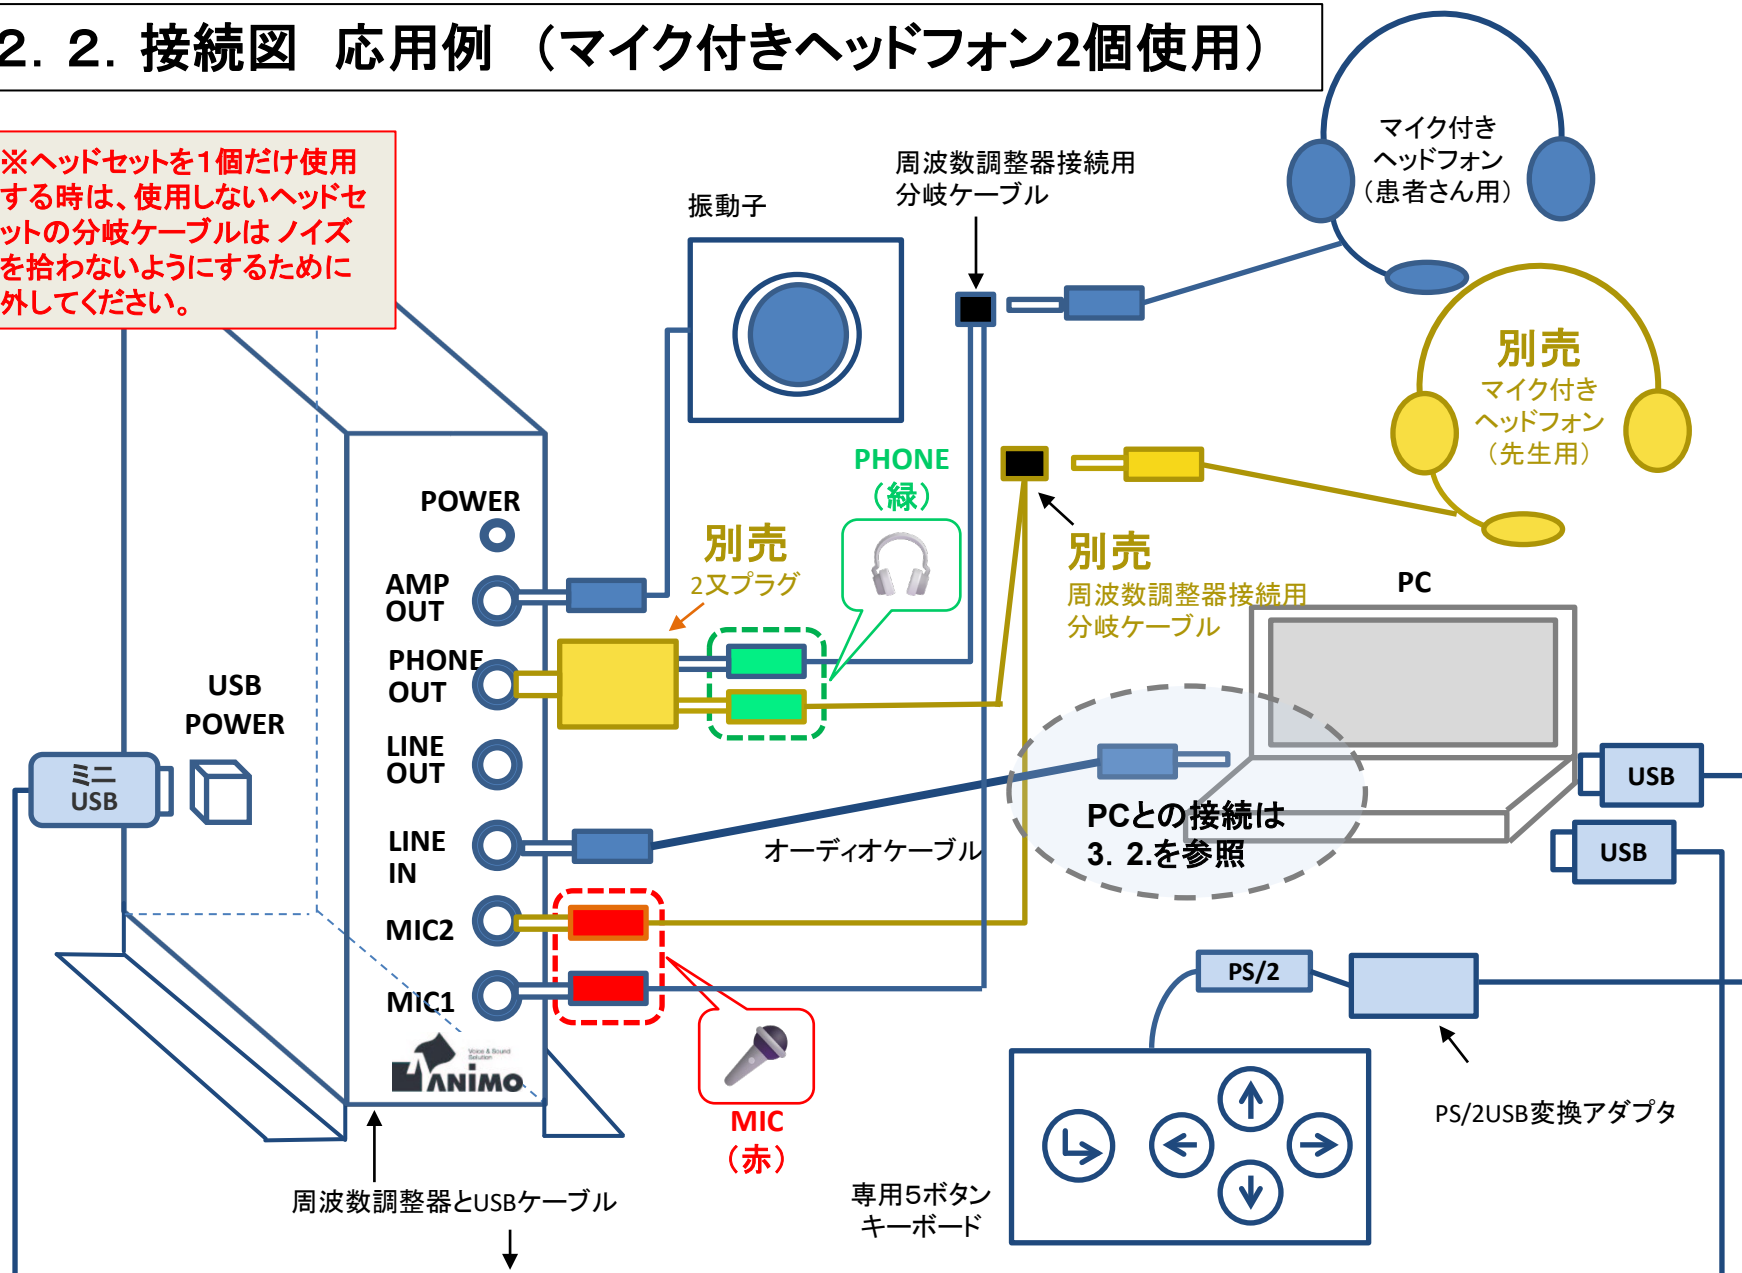 2．2．接続図　応用例　（マイク付きヘッドフォン2個使用）
※ヘッドセットを１個だけ使用
する時は、使用しないヘッドセ
ットの分岐ケーブルは ノイズ
を拾わないようにするために
外してください。
振動子
周波数調整器接続用
分岐ケーブル
マイク付き
ヘッドフォン
（患者さん用）
別売
マイク付き
ヘッドフォン
（先生用）
PHONE
（緑）
別売
2又プラグ
別売
周波数調整器接続用
分岐ケーブル
PC
POWER
AMP
OUT
PHONE
OUT
LINE
OUT
LINE
IN
MIC2
MIC1
USB
POWER
ミニ
USB
オーディオケーブル
PCとの接続は
3．2.を参照
USB
USB
PS/2
PS/2USB変換アダプタ
Voice & Sound
Solution
ANIMO
MIC
（赤）
専用5ボタン
キーボード
周波数調整器とUSBケーブル